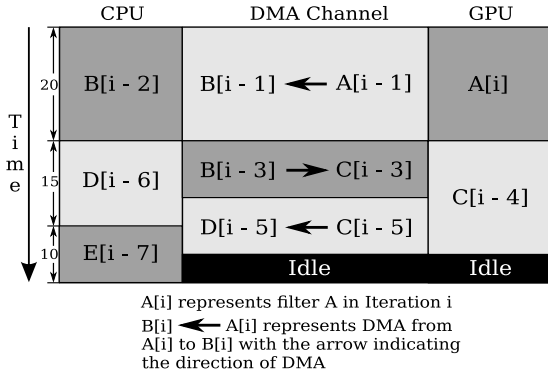 CPU DMA Channel GPU
Time
20
B[i - 2]
B[i - 1] A[i - 1]
A[i]
15
D[i - 6]
B[i - 3] C[i - 3]
C[i - 4]
D[i - 5] C[i - 5]
10
E[i - 7]
Idle Idle
A[i] represents filter A in Iteration i
B[i] A[i] represents DMA from
A[i] to B[i] with the arrow indicating
the direction of DMA